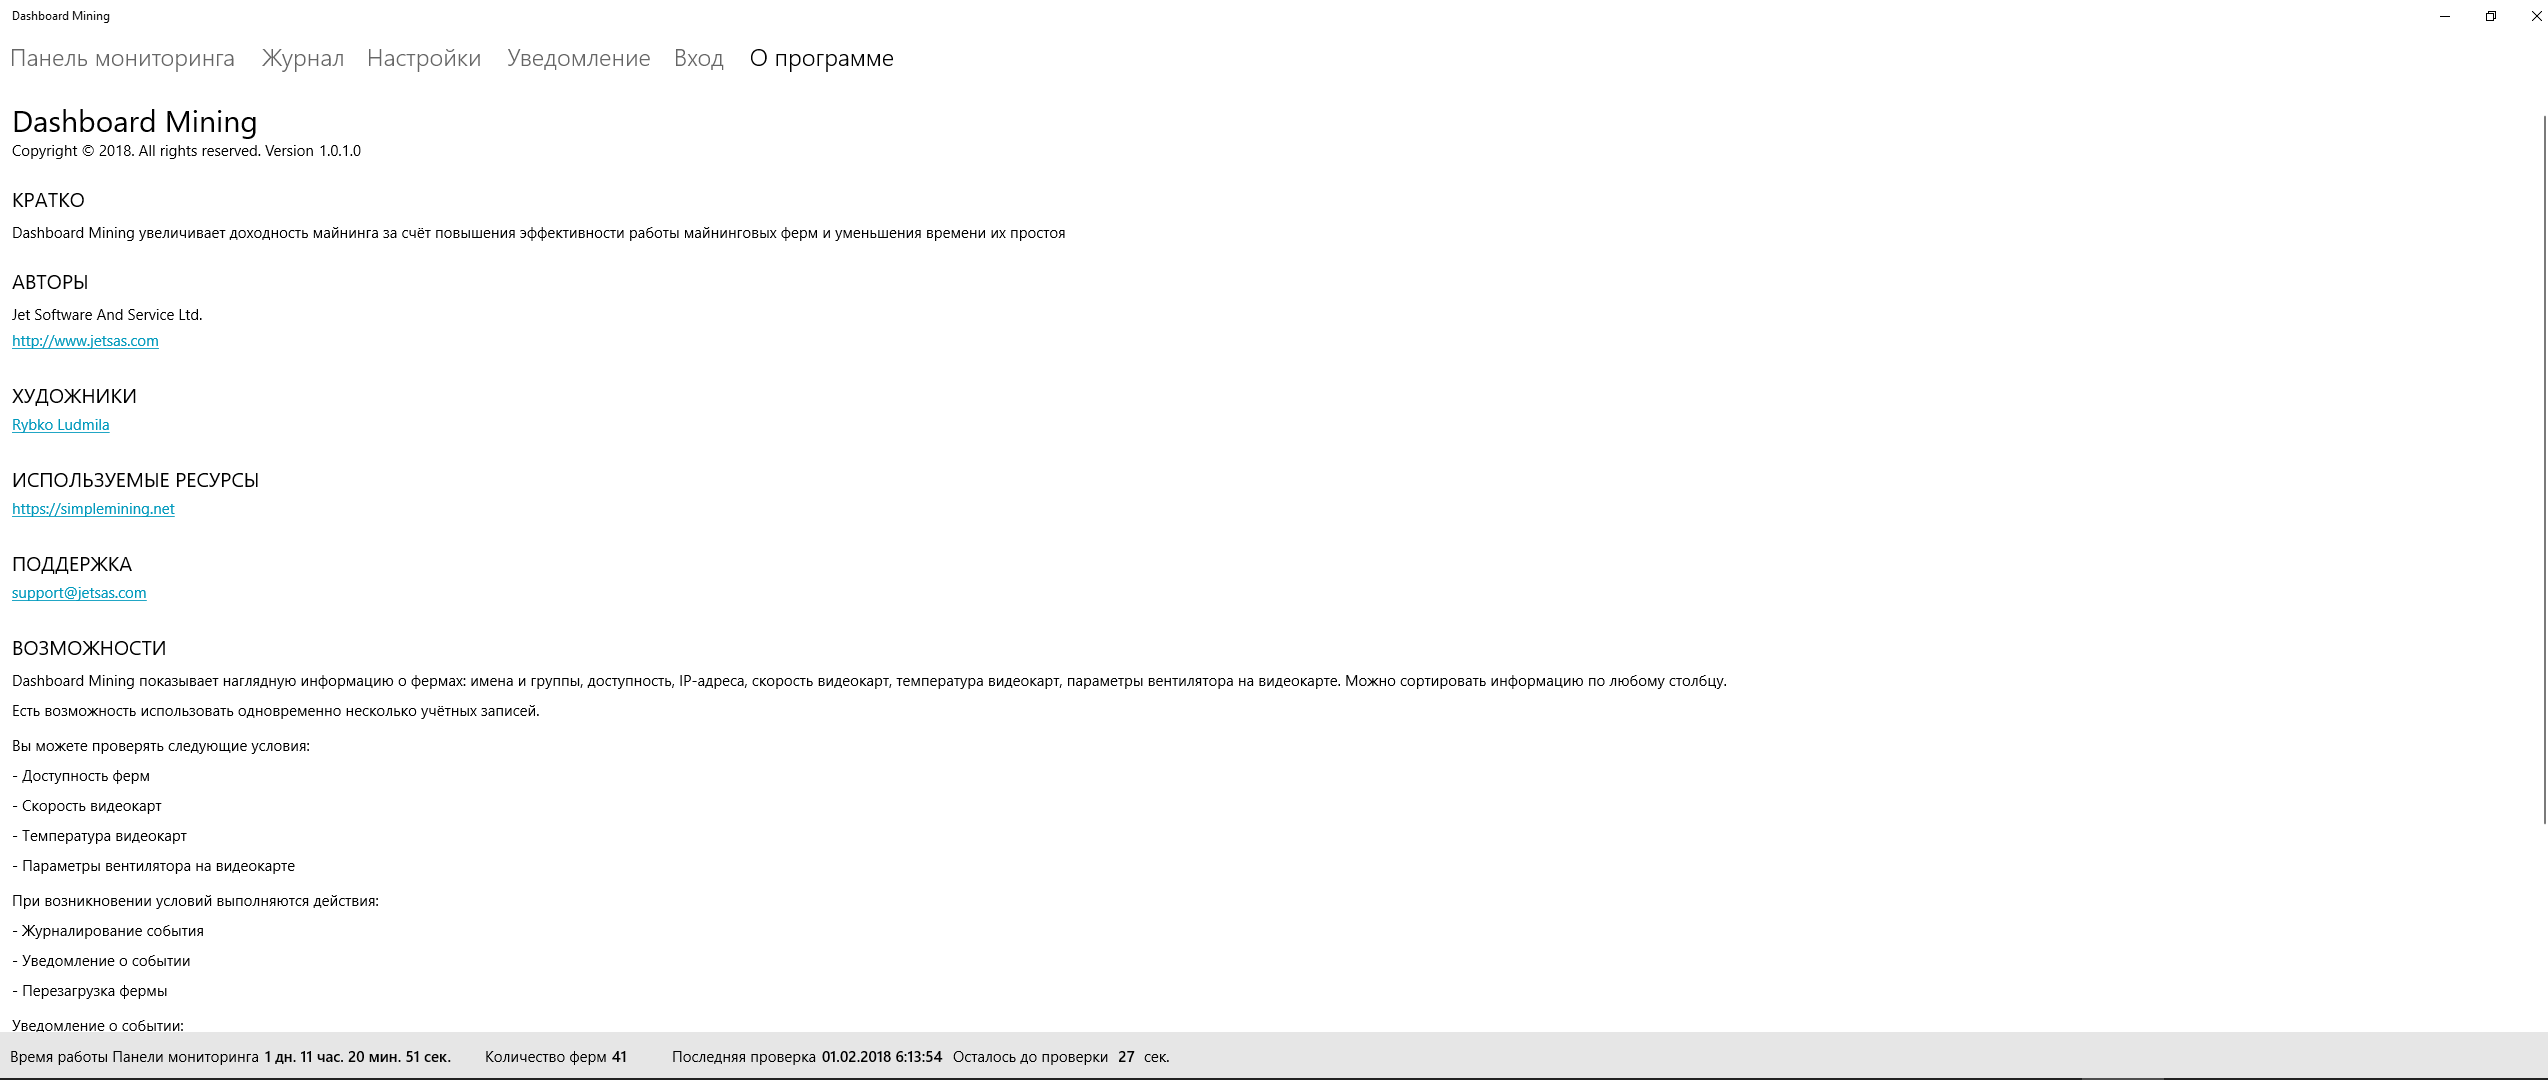 Dashboard Mining
Панель мониторинга Журнал Настройки Уведомление Вход О программе
Dashboard Mining
Copyright © 2018. All rights reserved. Version 1.0.1.0
КРАТКО
Dashboard Mining увеличивает доходность майнинга за счёт повышения эффективности работы майнинговых ферм и уменьшения времени их простоя
АВТОРЫ
Jet Software And Service Ltd.
http://www.jetsas.com
ХУДОЖНИКИ
Rybko Ludmila
ИСПОЛЬЗУЕМЫЕ РЕСУРСЫ
https://simplemining.net
ПОДДЕРЖКА
support@jetsas.com
ВОЗМОЖНОСТИ
Dashboard Mining показывает наглядную информацию о фермах: имена и группы, доступность, IP-адреса, скорость видеокарт, температура видеокарт, параметры вентилятора на видеокарте. Можно сортировать информацию по любому столбцу.
Есть возможность использовать одновременно несколько учётных записей.
Вы можете проверять следующие условия:
- Доступность ферм
- Скорость видеокарт
- Температура видеокарт
- Параметры вентилятора на видеокарте
При возникновении условий выполняются действия:
- Журналирование события
- Уведомление о событии
- Перезагрузка фермы
Уведомление о событии:
Время работы Панели мониторинга 1 дн. 11 час. 20 мин. 51 сек. Количество ферм 41 Последняя проверка 01.02.2018 6:13:54 Осталось до проверки 27 сек.